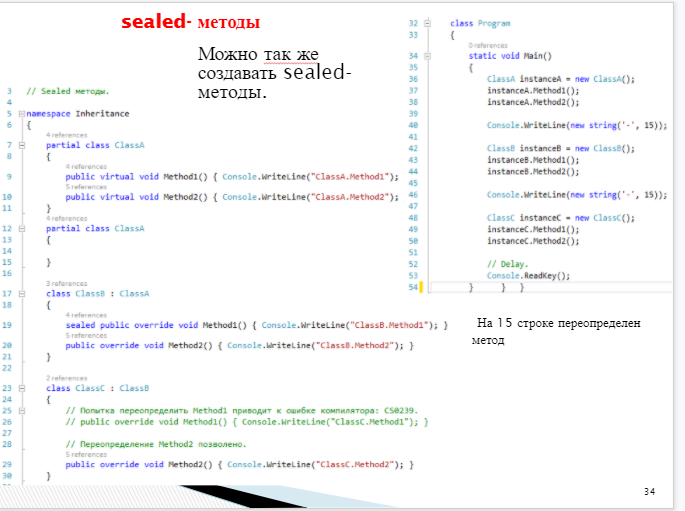 sealed- методы
Можно так же
создавать sealed-
методы.
3 // Sealed методы.
4
5 namespace Inheritance
6 {
4 references
7 partial class ClassA
8 {
4 references
9 public virtual void Method1() { Console.WriteLine("ClassA.Method1"); }
5 references
10 public virtual void Method2() { Console.WriteLine("ClassA.Method2"); }
11 }
4 references
12 partial class ClassA
13 {
14
15 }
16
3 references
17 class ClassB : ClassA
18 {
4 references
19 sealed public override void Method1() { Console.WriteLine("ClassB.Method1"); }
5 references
20 public override void Method2() { Console.WriteLine("ClassB.Method2"); }
21 }
22
2 references
23 class ClassC : ClassB
24 {
25 // Попытка переопределить Method1 приводит к ошибке компилятора: CS0239.
26 // public override void Method1() { Console.WriteLine("ClassC.Method1"); }
27
28 // Переопределение Method2 позволено.
5 references
29 public override void Method2() { Console.WriteLine("ClassC.Method2"); }
30 }
32 class Program
33 {
0 references
34 static void Main()
35 {
36 ClassA instanceA = new ClassA();
37 instanceA.Method1();
38 instanceA.Method2();
39
40 Console.WriteLine(new string('-', 15));
41
42 ClassB instanceB = new ClassB();
43 instanceB.Method1();
44 instanceB.Method2();
45
46 Console.WriteLine(new string('-', 15));
47
48 ClassC instanceC = new ClassC();
49 instanceC.Method1();
50 instanceC.Method2();
51
52 // Delay.
53 Console.ReadKey();
54 } } }
На 15 строке переопределен
метод
34